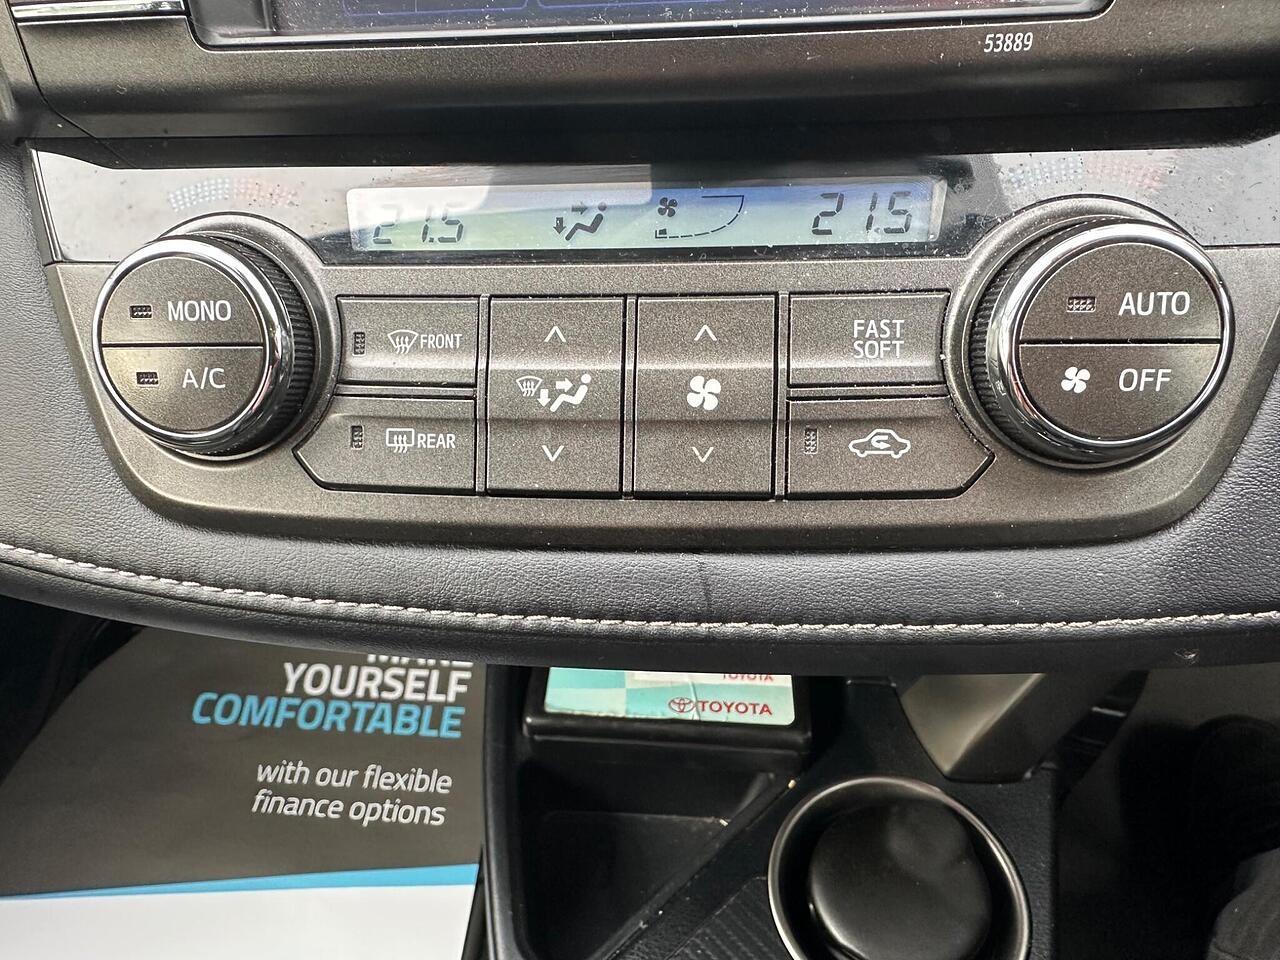 53889
21.5 21.5
MONO
A/C
FRONT
REAR
FAST
SOFT
AUTO
OFF
MAKE
YOURSELF
COMFORTABLE
with our flexible
finance options
TOYOTA
TOYOTA